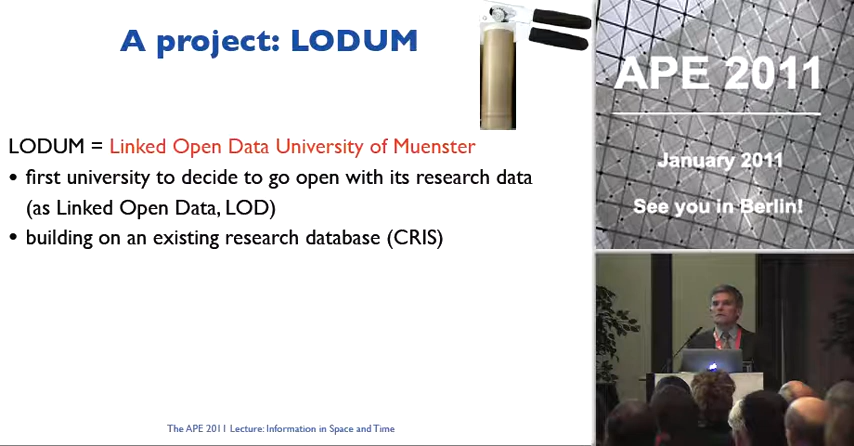 A project: LODUM
LODUM = Linked Open Data University of Muenster
• first university to decide to go open with its research data
(as Linked Open Data, LOD)
• building on an existing research database (CRIS)
The APE 2011 Lecture: Information in Space and Time
APE 2011
January 2011
See you in Berlin!